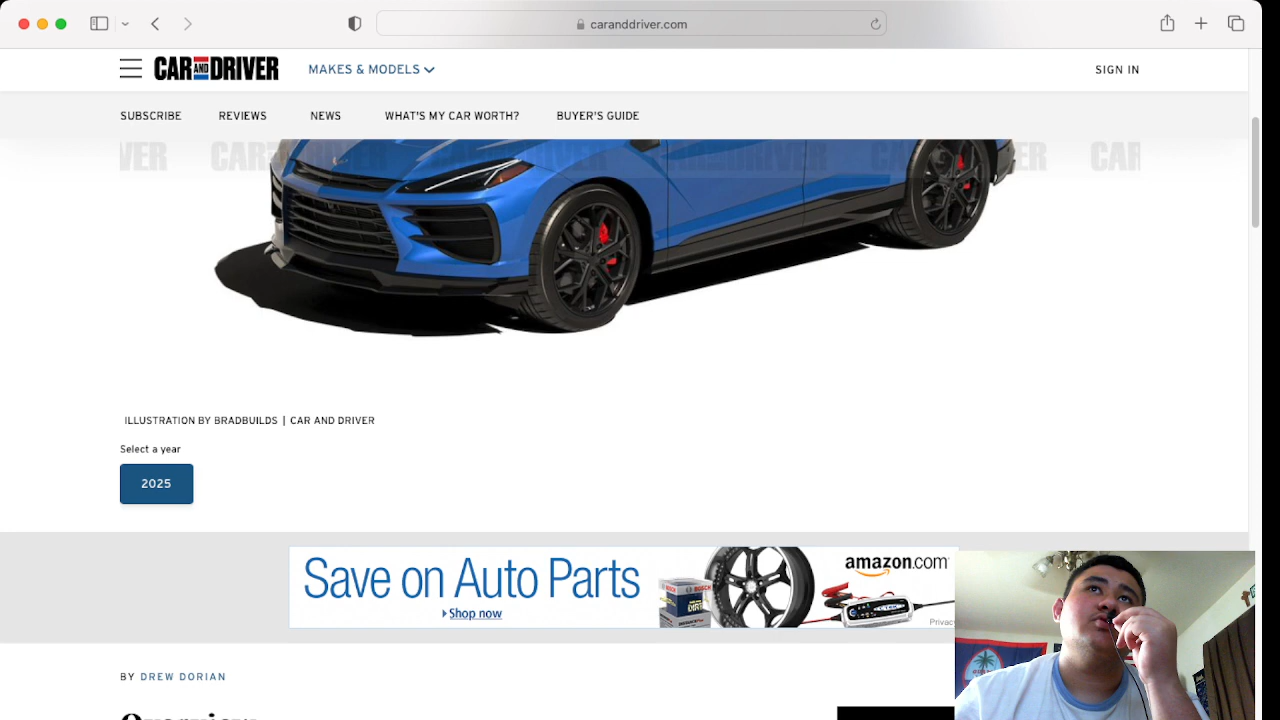 caranddriver.com
CAR AND DRIVER
MAKES & MODELS
SIGN IN
SUBSCRIBE
REVIEWS
NEWS
WHAT'S MY CAR WORTH?
BUYER'S GUIDE
ILLUSTRATION BY BRADBUILDS | CAR AND DRIVER
Select a year
2025
Save on Auto Parts
Shop now
amazon.com
BOSCH
BY DREW DORIAN
Overview